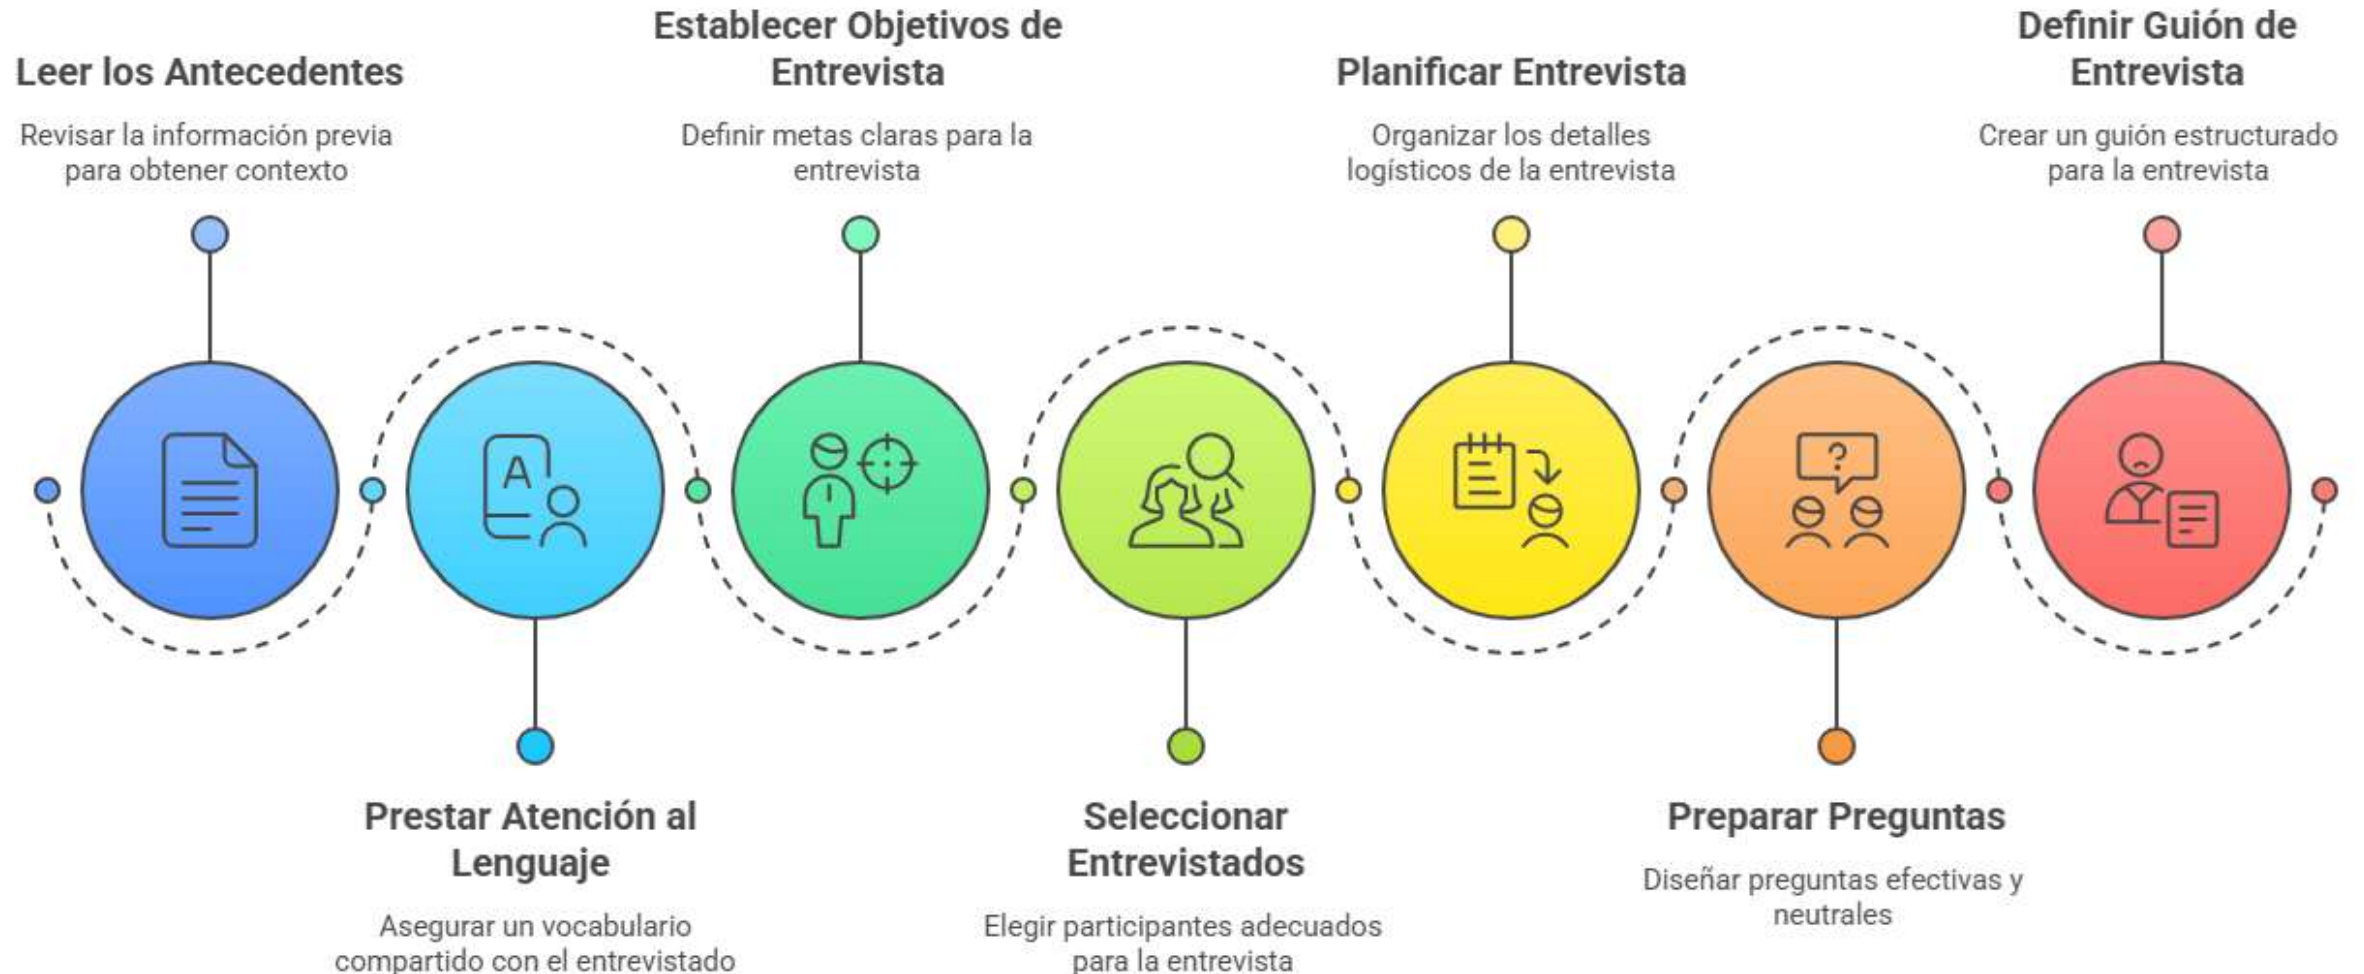 Leer los Antecedentes
Revisar la información previa
para obtener contexto
Prestar Atención al
Lenguaje
Asegurar un vocabulario
compartido con el entrevistado
Establecer Objetivos de
Entrevista
Definir metas claras para la
entrevista
Seleccionar
Entrevistados
Elegir participantes adecuados
para la entrevista
Planificar Entrevista
Organizar los detalles
logísticos de la entrevista
Preparar Preguntas
Diseñar preguntas efectivas y
neutrales
Definir Guión de
Entrevista
Crear un guión estructurado
para la entrevista
A
?